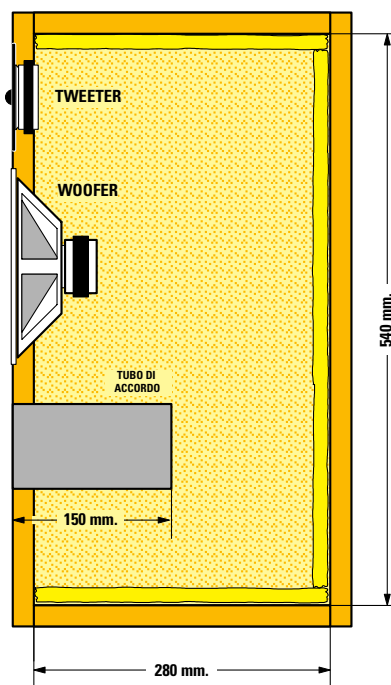 TWEETER
WOOFER
TUBO DI
ACCORDO
540 mm.
150 mm.
280 mm.